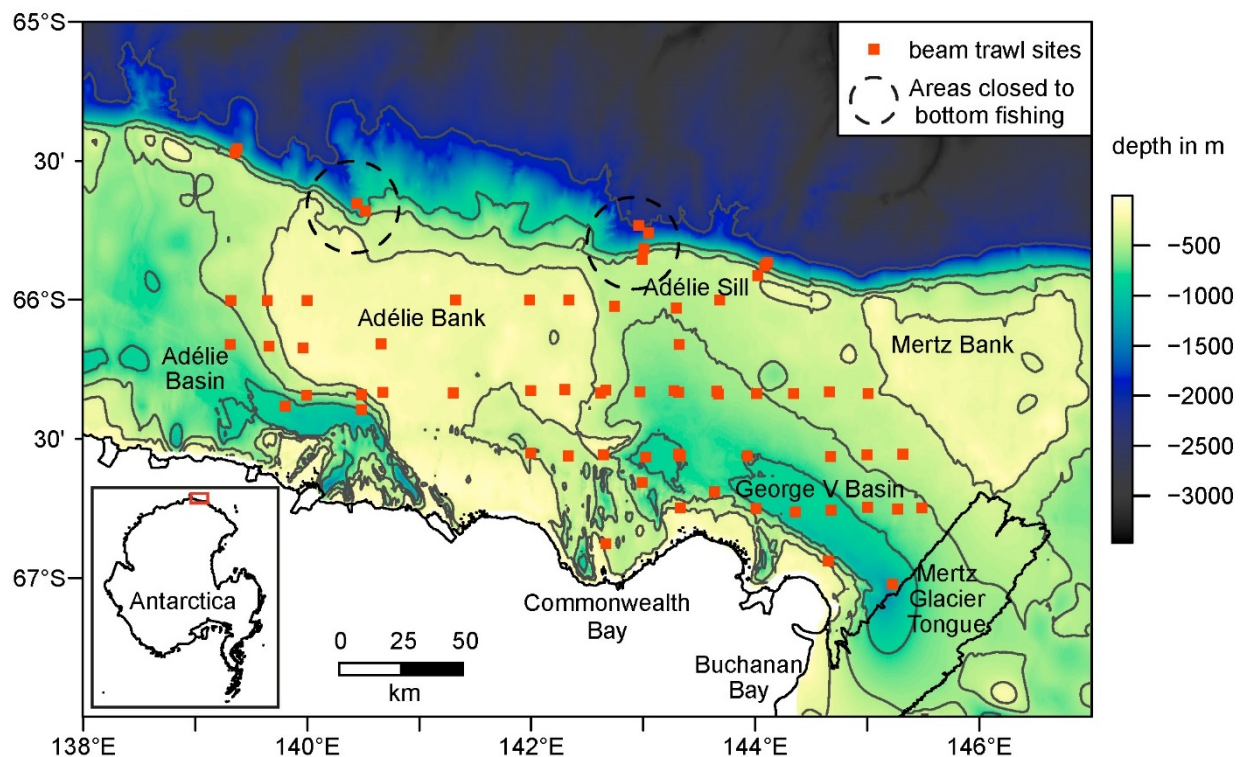 65°S
30'
66°S
30'
67°S
138°E
140°E
142°E
144°E
146°E
beam trawl sites
Areas closed to
bottom fishing
depth in m
−500
−1000
−1500
−2000
−2500
−3000
Adélie Sill
Adélie Bank
Mertz Bank
Adélie
Basin
George V Basin
Mertz
Glacier
Tongue
Commonwealth
Bay
Buchanan
Bay
Antarctica
0 25 50
km